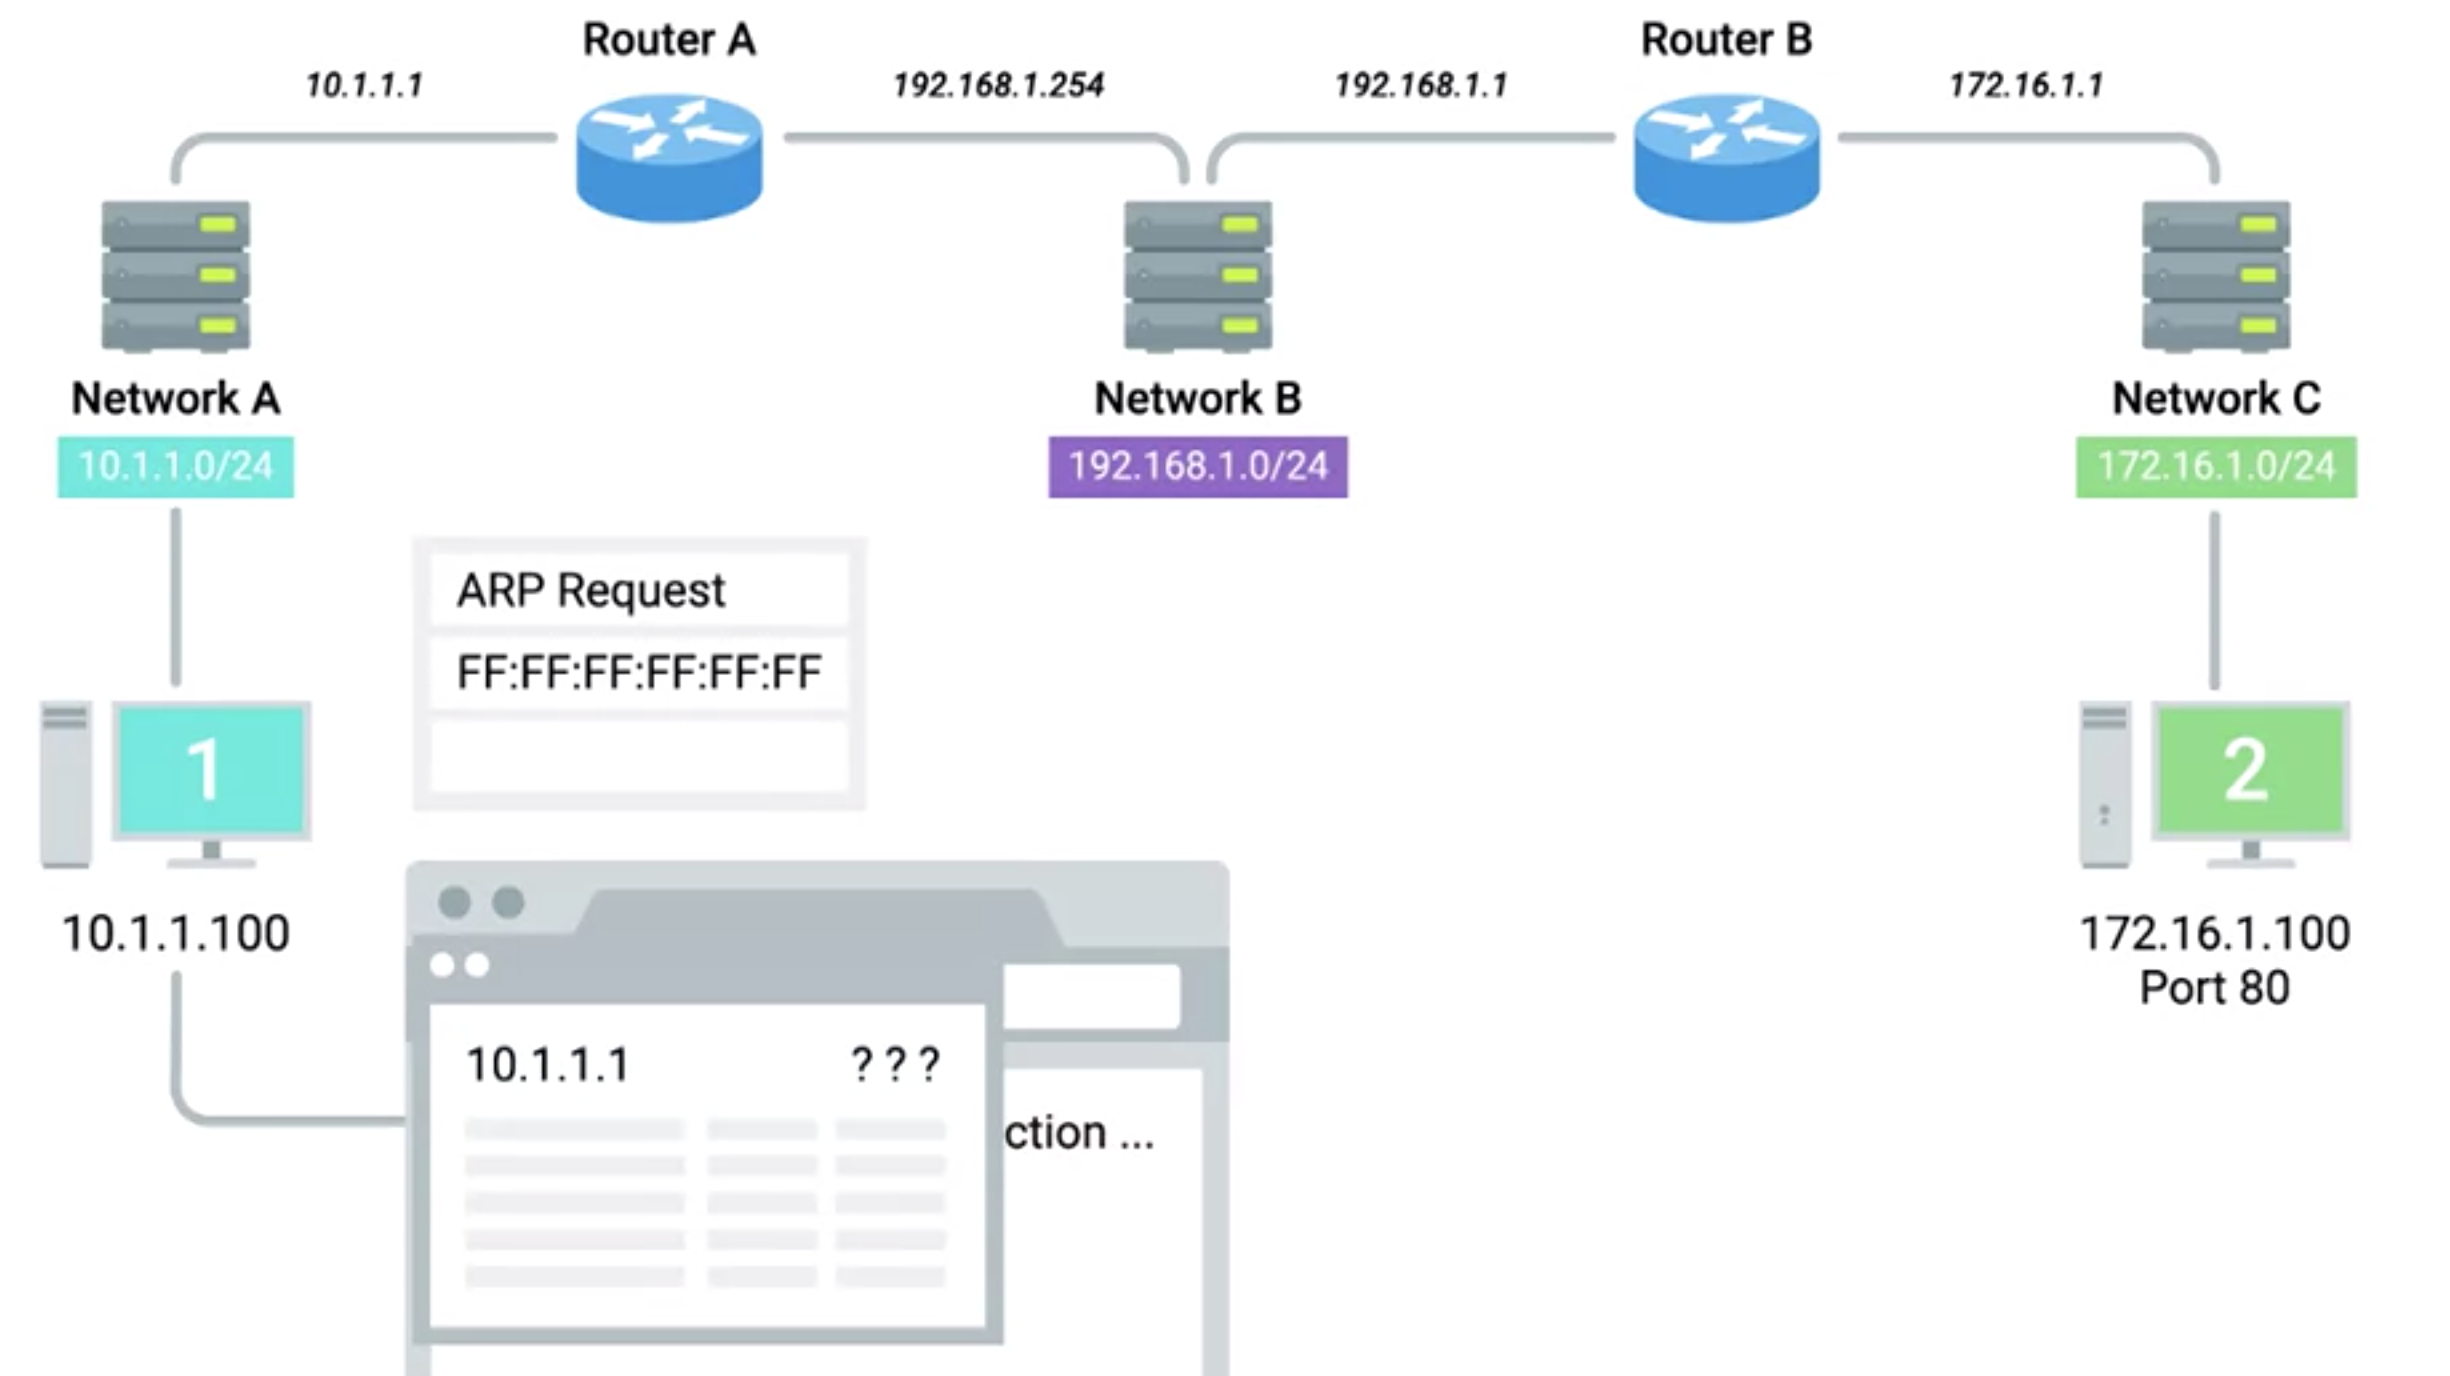 Router A
Router B
10.1.1.1
192.168.1.254
192.168.1.1
172.16.1.1
Network A
Network B
Network C
10.1.1.0/24
192.168.1.0/24
172.16.1.0/24
ARP Request
FF:FF:FF:FF:FF:FF
1
2
10.1.1.100
172.16.1.100
Port 80
10.1.1.1 ? ? ?
ction ...